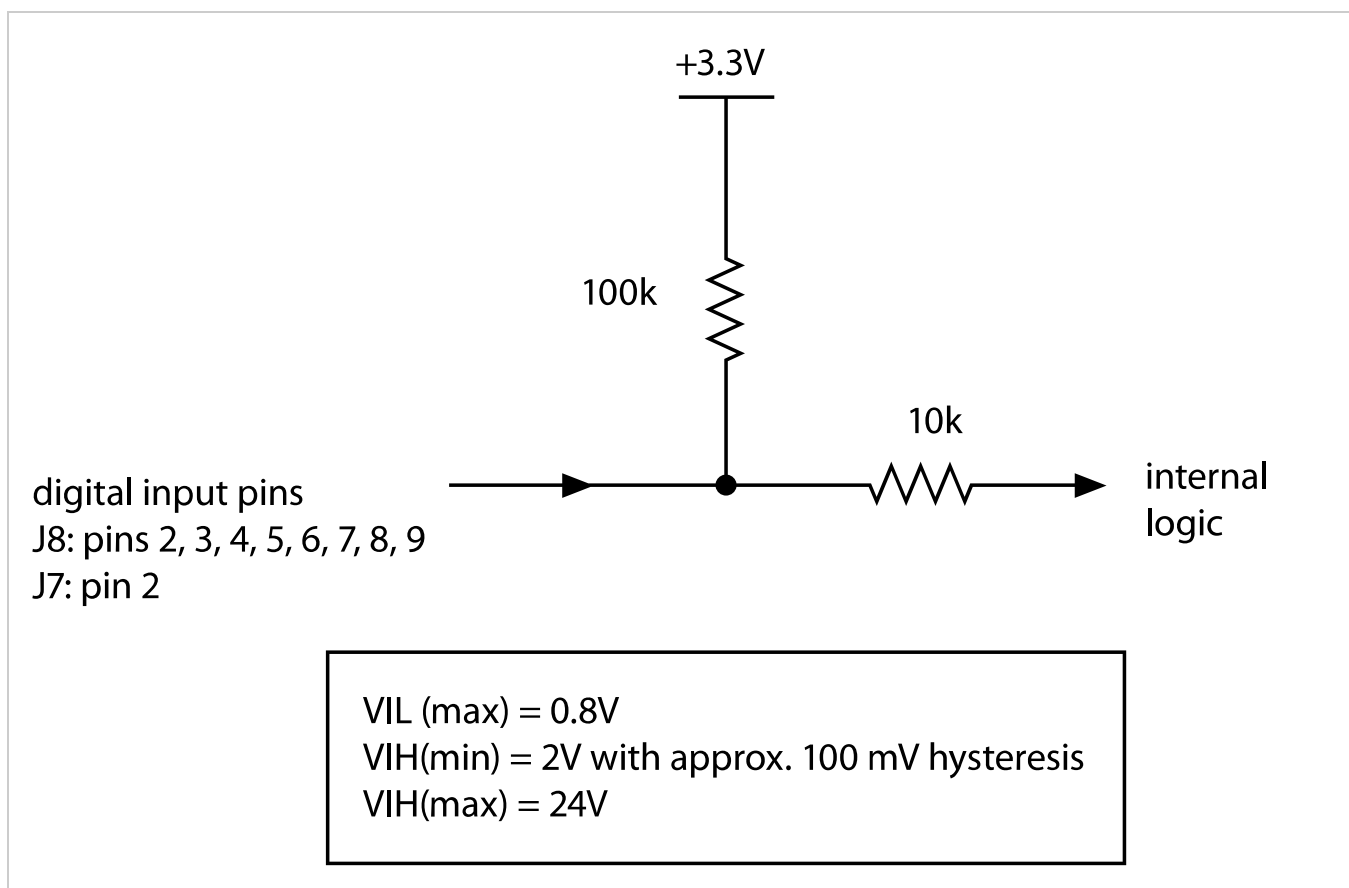 +3.3V
100k
10k
digital input pins
J8: pins 2, 3, 4, 5, 6, 7, 8, 9
J7: pin 2
internal
logic
VIL (max) = 0.8V
VIH(min) = 2V with approx. 100 mV hysteresis
VIH(max) = 24V